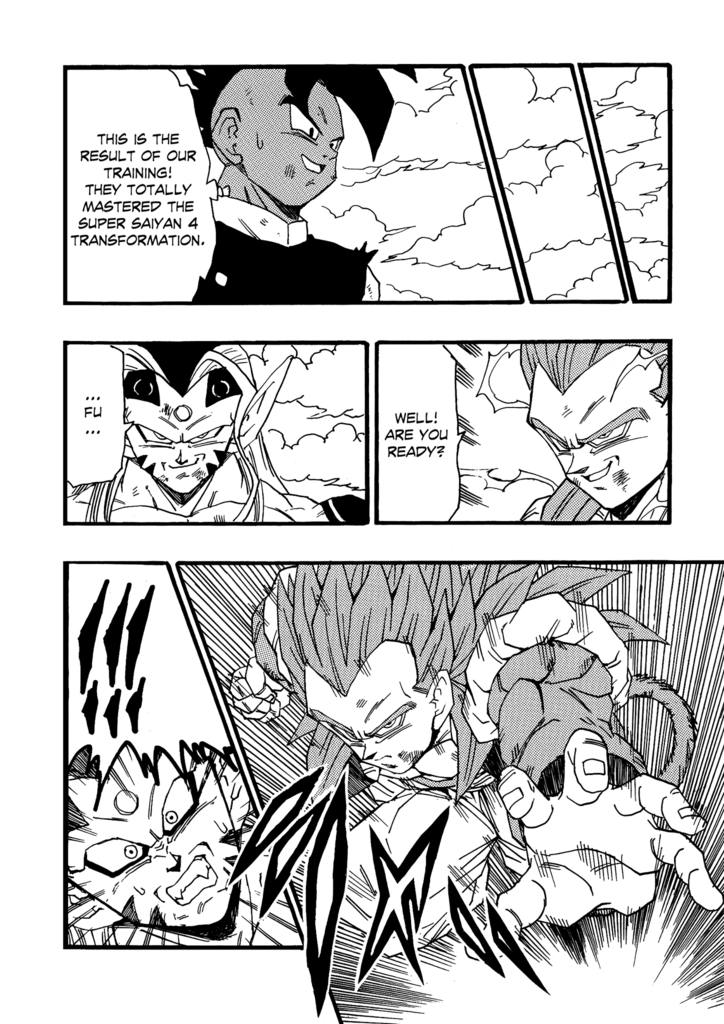 THIS IS THE
RESULT OF OUR
TRAINING!
THEY TOTALLY
MASTERED THE
SUPER SAIYAN 4
TRANSFORMATION.
...
FU
...
WELL!
ARE YOU
READY?
!!!